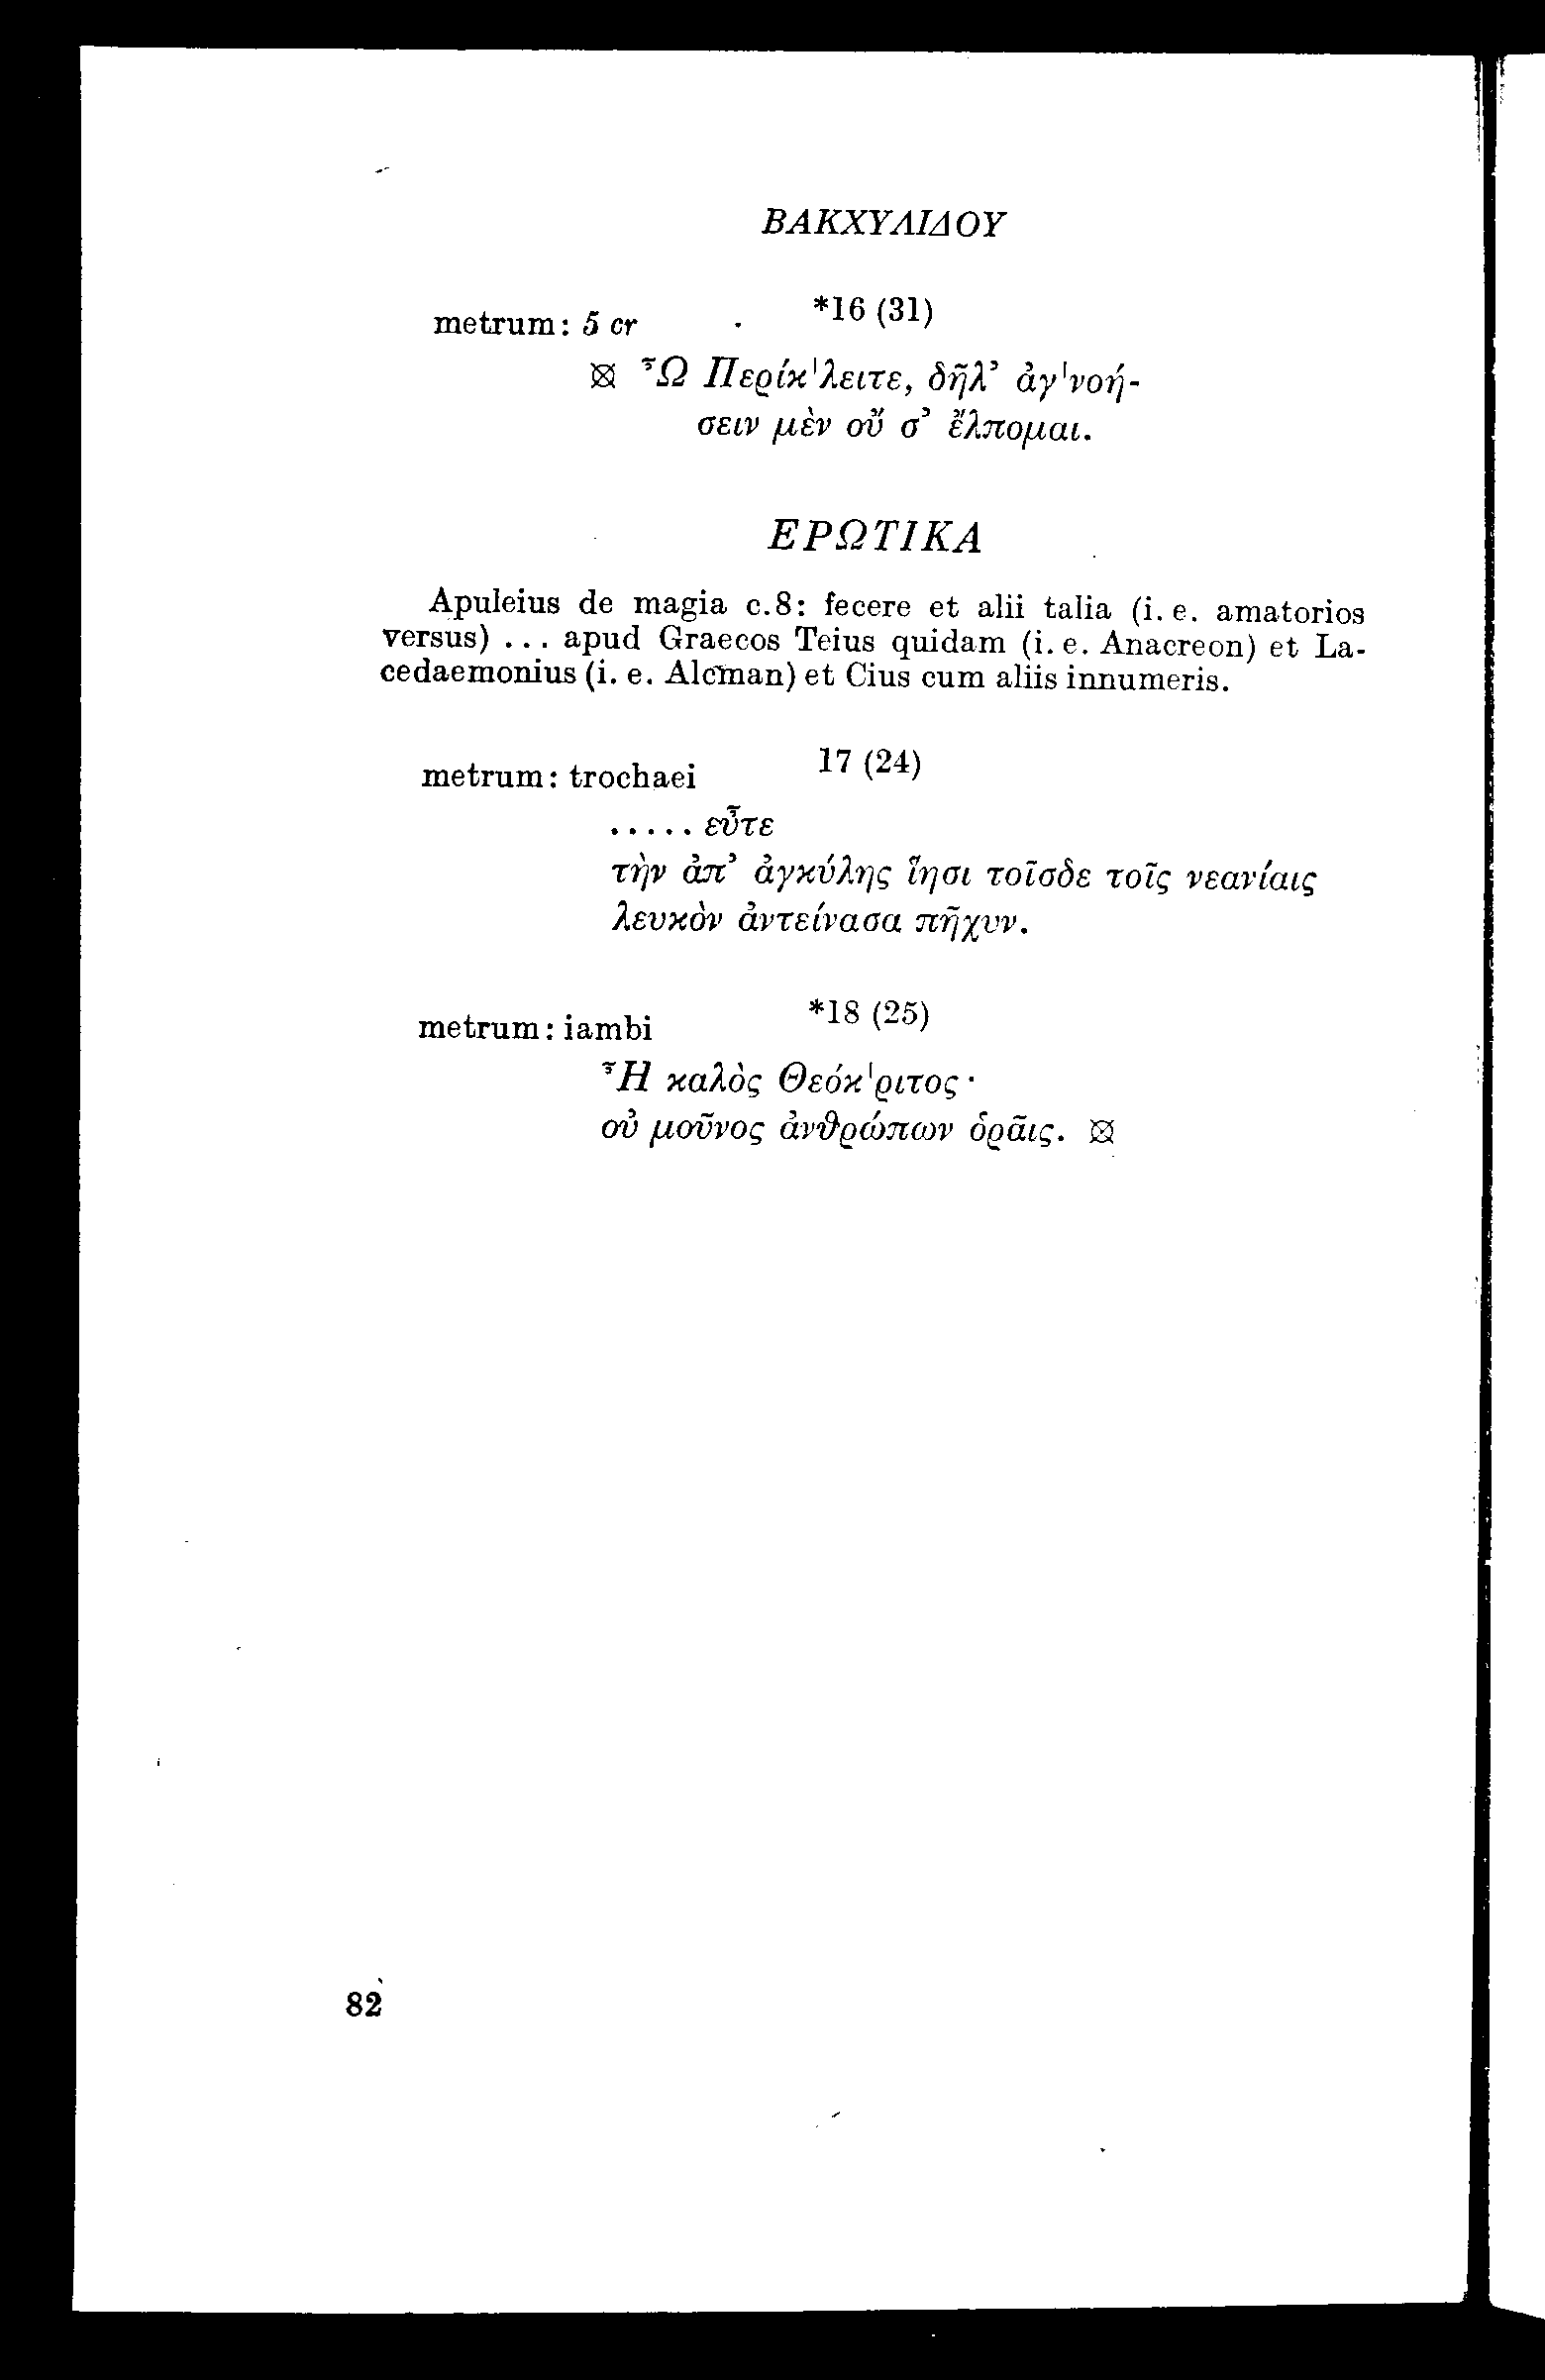 ΒΑΚΧΥΛΙΔΟΥ
*16 (31)
metrum: 5 cr
⊠ Ὦ Περίκ'λειτε, δῆλ' ἀγ'νοή-
σειν μὲν οὔ σ' ἔλπομαι.
ΕΡΩΤΙΚΑ
Apuleius de magia c.8: fecere et alii talia (i. e. amatorios
versus) ... apud Graecos Teius quidam (i. e. Anacreon) et La-
cedaemonius (i. e. Alcman) et Cius cum aliis innumeris.
17 (24)
metrum: trochaei
..... εὖτε
τὴν ἀπ' ἀγκύλης ἵησι τοῖσδε τοῖς νεανίαις
λευκὸν ἀντείνασα πῆχυν.
*18 (25)
metrum: iambi
Ἦ καλὸς Θεόκ'ριτος·
οὐ μοῦνος ἀνθρώπων ὁρᾶις. ⊠
82